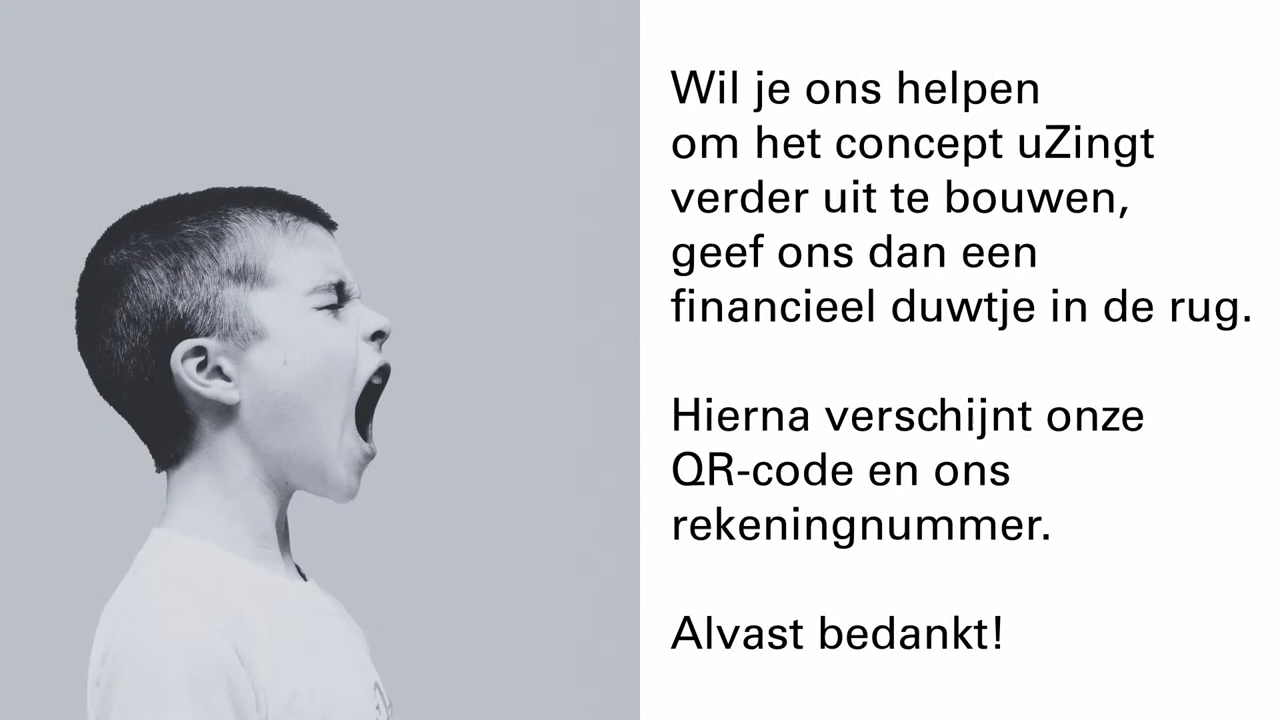 Wil je ons helpen
om het concept uZingt
verder uit te bouwen,
geef ons dan een
financieel duwtje in de rug.
Hierna verschijnt onze
QR-code en ons
rekeningnummer.
Alvast bedankt!